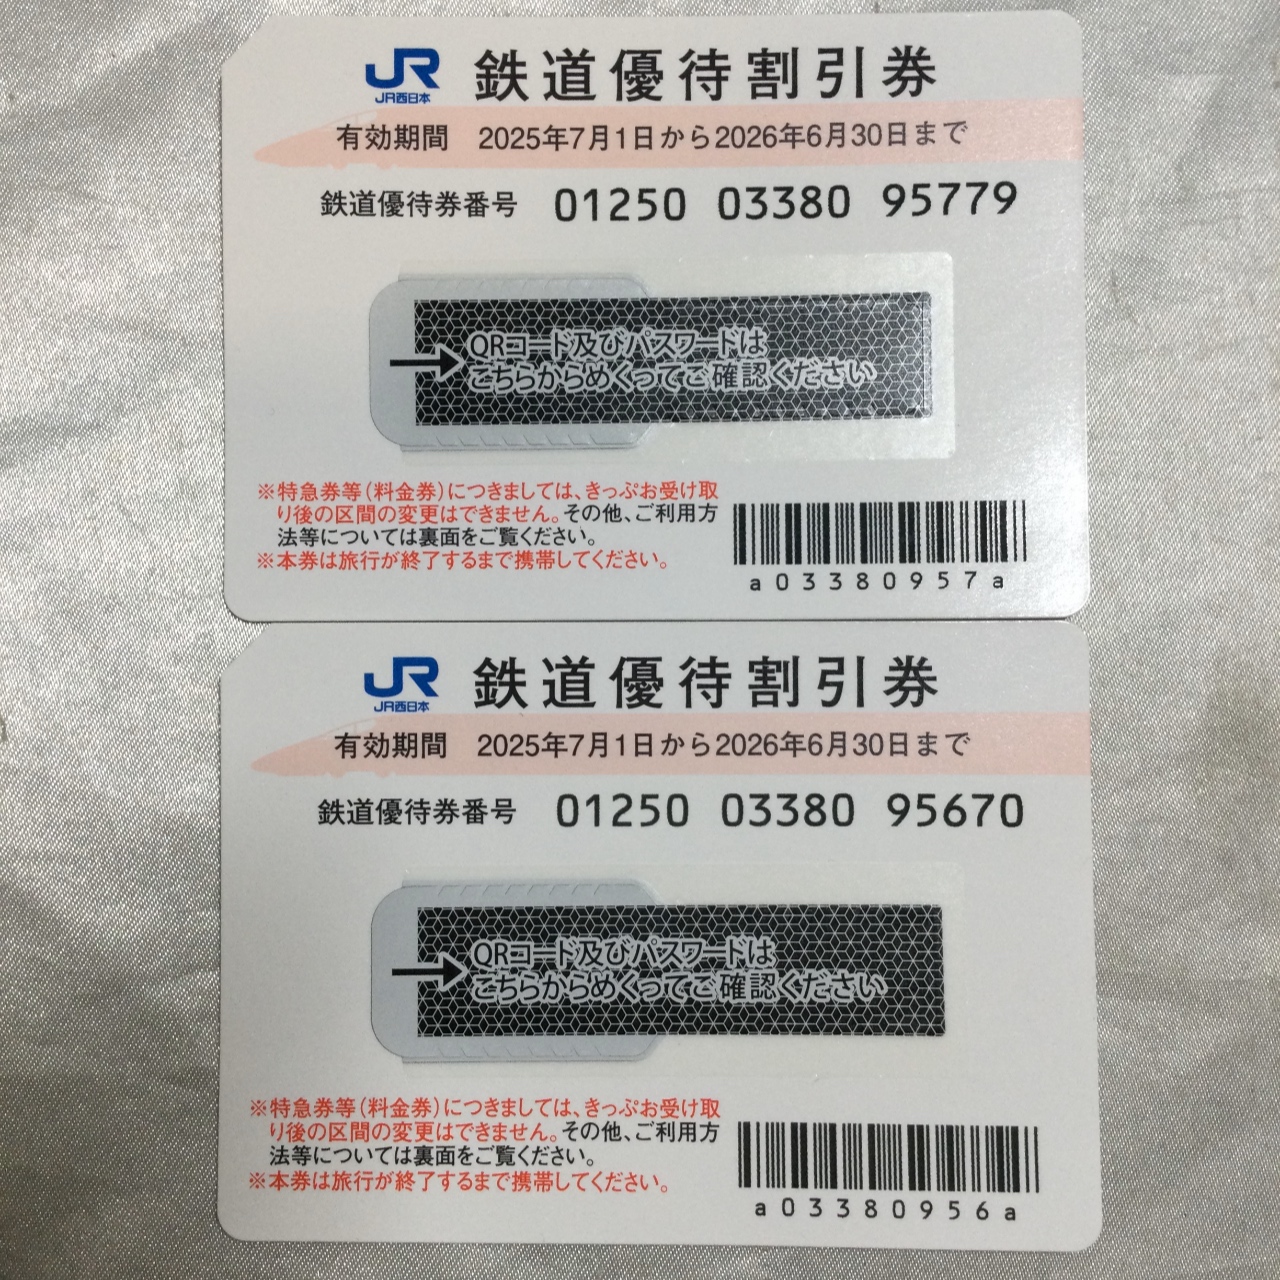 JR 鉄道優待割引券
JR西日本
有効期間 2025年7月1日から2026年6月30日まで
鉄道優待券番号 01250 03380 95779
QRコード及びパスワードは
こちらからめくってご確認ください
※特急券等(料金券)につきましては、きっぷお受け取
り後の区間の変更はできません。その他、ご利用方
法等については裏面をご覧ください。
※本券は旅行が終了するまで携帯してください。
a03380957a
JR 鉄道優待割引券
JR西日本
有効期間 2025年7月1日から2026年6月30日まで
鉄道優待券番号 01250 03380 95670
QRコード及びパスワードは
こちらからめくってご確認ください
※特急券等(料金券)につきましては、きっぷお受け取
り後の区間の変更はできません。その他、ご利用方
法等については裏面をご覧ください。
※本券は旅行が終了するまで携帯してください。
a03380956a